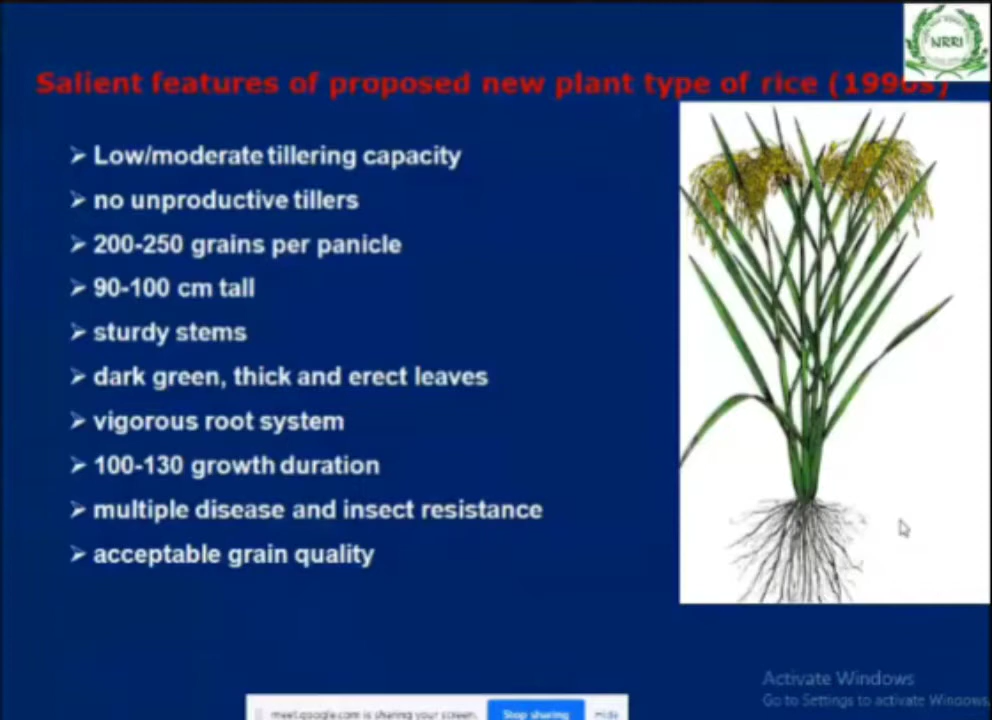 NRRI
Salient features of proposed new plant type of rice (1990s)
➢ Low/moderate tillering capacity
➢ no unproductive tillers
➢ 200-250 grains per panicle
➢ 90-100 cm tall
➢ sturdy stems
➢ dark green, thick and erect leaves
➢ vigorous root system
➢ 100-130 growth duration
➢ multiple disease and insect resistance
➢ acceptable grain quality
Activate Windows
Go to Settings to activate Windows.
meet.google.com is sharing your screen. Stop sharing Hide